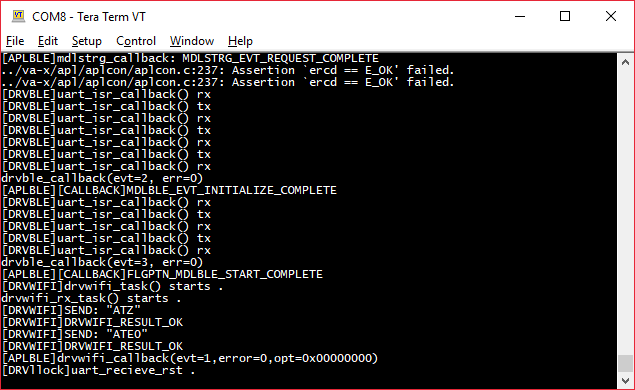 COM8 - Tera Term VT
File Edit Setup Control Window Help
[APLBLE]mdlstrg_callback: MDLSTRG_EVT_REQUEST_COMPLETE
../va-x/apl/aplcon/aplcon.c:237: Assertion `ercd == E_OK' failed.
../va-x/apl/aplcon/aplcon.c:237: Assertion `ercd == E_OK' failed.
[DRVBLE]uart_isr_callback() rx
[DRVBLE]uart_isr_callback() tx
[DRVBLE]uart_isr_callback() rx
[DRVBLE]uart_isr_callback() tx
[DRVBLE]uart_isr_callback() rx
[DRVBLE]uart_isr_callback() tx
[DRVBLE]uart_isr_callback() rx
drvble_callback(evt=2, err=0)
[APLBLE][CALLBACK]MDLBLE_EVT_INITIALIZE_COMPLETE
[DRVBLE]uart_isr_callback() rx
[DRVBLE]uart_isr_callback() tx
[DRVBLE]uart_isr_callback() rx
[DRVBLE]uart_isr_callback() tx
[DRVBLE]uart_isr_callback() rx
drvble_callback(evt=3, err=0)
[APLBLE][CALLBACK]FLGPTN_MDLBLE_START_COMPLETE
[DRVWIFI]drvwifi_task() starts .
drvwifi_rx_task() starts .
[DRVWIFI]SEND: "ATZ"
[DRVWIFI]DRVWIFI_RESULT_OK
[DRVWIFI]SEND: "ATE0"
[DRVWIFI]DRVWIFI_RESULT_OK
[APLBLE]drvwifi_callback(evt=1,error=0,opt=0x00000000)
[DRVllock]uart_recieve_rst .